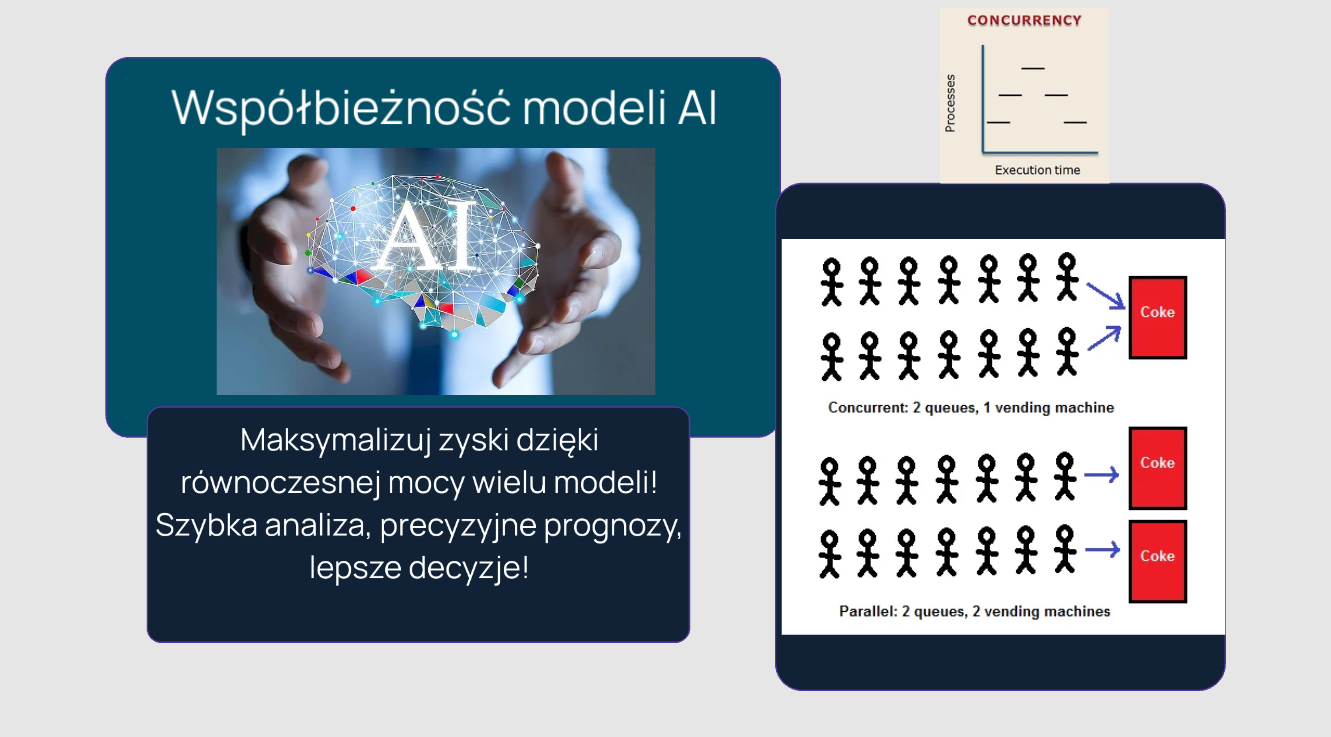 Współbieżność modeli AI
AI
Maksymalizuj zyski dzięki
równoczesnej mocy wielu modeli!
Szybka analiza, precyzyjne prognozy,
lepsze decyzje!
CONCURRENCY
Processes
Execution time
Coke
Concurrent: 2 queues, 1 vending machine
Coke
Coke
Parallel: 2 queues, 2 vending machines